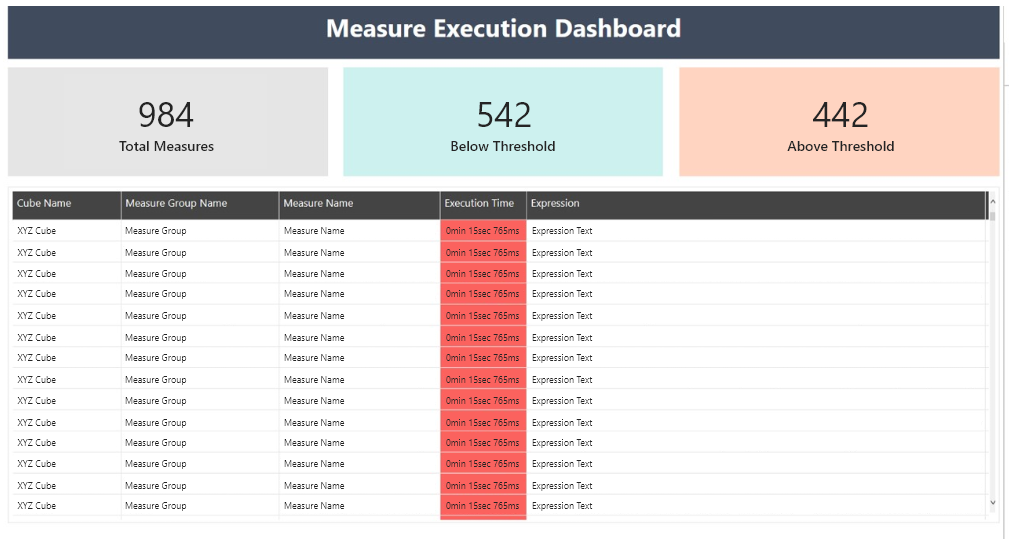 Measure Execution Dashboard
984
Total Measures
542
Below Threshold
442
Above Threshold
Cube Name Measure Group Name Measure Name Execution Time Expression
XYZ Cube Measure Group Measure Name 0min 15sec 765ms Expression Text
XYZ Cube Measure Group Measure Name 0min 15sec 765ms Expression Text
XYZ Cube Measure Group Measure Name 0min 15sec 765ms Expression Text
XYZ Cube Measure Group Measure Name 0min 15sec 765ms Expression Text
XYZ Cube Measure Group Measure Name 0min 15sec 765ms Expression Text
XYZ Cube Measure Group Measure Name 0min 15sec 765ms Expression Text
XYZ Cube Measure Group Measure Name 0min 15sec 765ms Expression Text
XYZ Cube Measure Group Measure Name 0min 15sec 765ms Expression Text
XYZ Cube Measure Group Measure Name 0min 15sec 765ms Expression Text
XYZ Cube Measure Group Measure Name 0min 15sec 765ms Expression Text
XYZ Cube Measure Group Measure Name 0min 15sec 765ms Expression Text
XYZ Cube Measure Group Measure Name 0min 15sec 765ms Expression Text
XYZ Cube Measure Group Measure Name 0min 15sec 765ms Expression Text
XYZ Cube Measure Group Measure Name 0min 15sec 765ms Expression Text